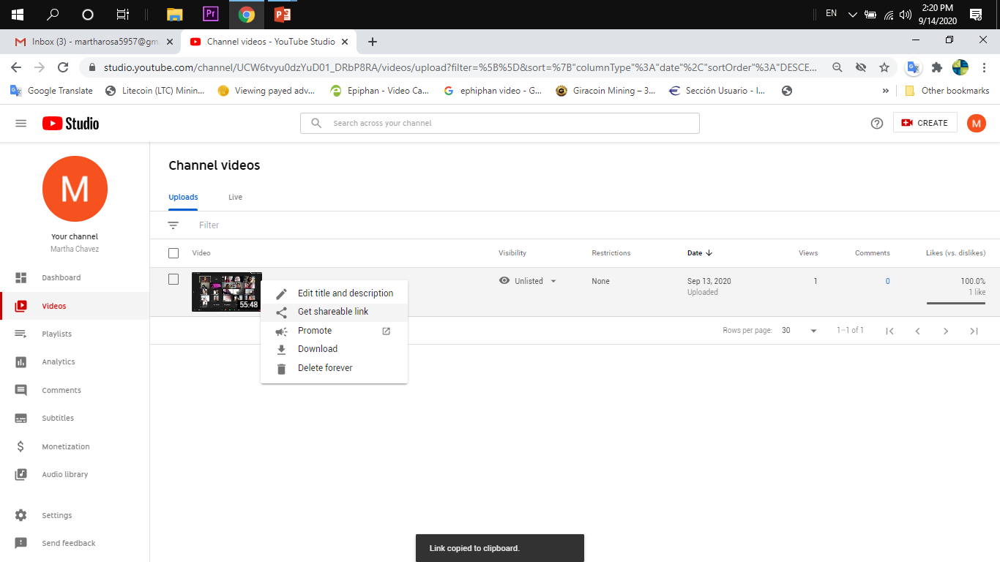 Pr
EN
2:20 PM
9/14/2020
Inbox (3) - martharosa5957@gm
Channel videos - YouTube Studio
studio.youtube.com/channel/UCW6tvyu0dzYuD01_DRbP8RA/videos/upload?filter=%5B%5D&sort=%7B"columnType"%3A"date"%2C"sortOrder"%3A"DESCE...
Google Translate
Litecoin (LTC) Minin...
Viewing payed adv...
Epiphan - Video Ca...
ephiphan video - G...
Giracoin Mining – 3...
Sección Usuario - I...
»
Other bookmarks
Studio
Search across your channel
CREATE
M
M
Your channel
Martha Chavez
Dashboard
Videos
Playlists
Analytics
Comments
Subtitles
Monetization
Audio library
Settings
Send feedback
Channel videos
Uploads
Live
Filter
Video
Visibility
Restrictions
Date
Views
Comments
Likes (vs. dislikes)
55:48
Unlisted
None
Sep 13, 2020
Uploaded
1
0
100.0%
1 like
Edit title and description
Get shareable link
Promote
Download
Delete forever
Rows per page:
30
1–1 of 1
Link copied to clipboard.